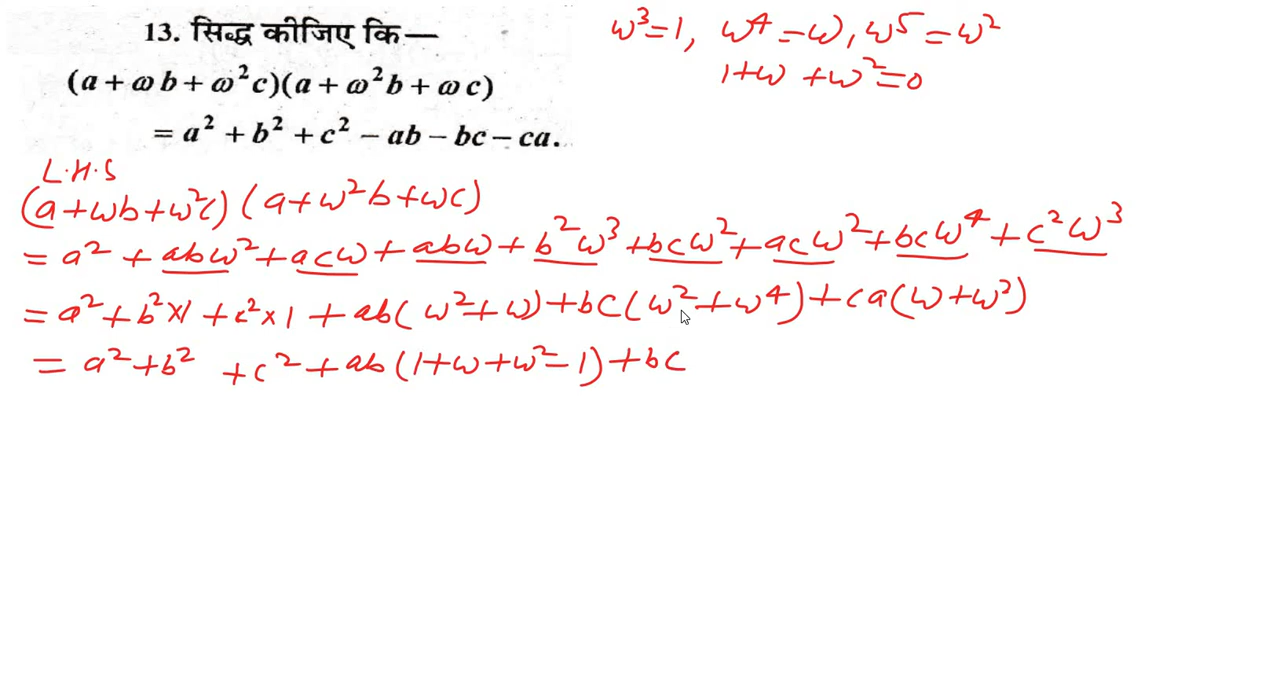 13. सिद्ध कीजिए कि—
(a + ω b + ω²c)(a + ω²b + ω c)
= a² + b² + c² – ab – bc – ca.
ω³=1, ω⁴=ω, ω⁵=ω²
1+ω+ω²=0
L.H.S
(a+ωb+ω²c)(a+ω²b+ωc)
= a² + abω² + acω + abω + b²ω³ + bcω² + acω² + bcω⁴ + c²ω³
= a² + b²×1 + c²×1 + ab(ω²+ω) + bc(ω²+ω⁴) + ca(ω+ω²)
= a² + b² + c² + ab(1+ω+ω²–1) + bc